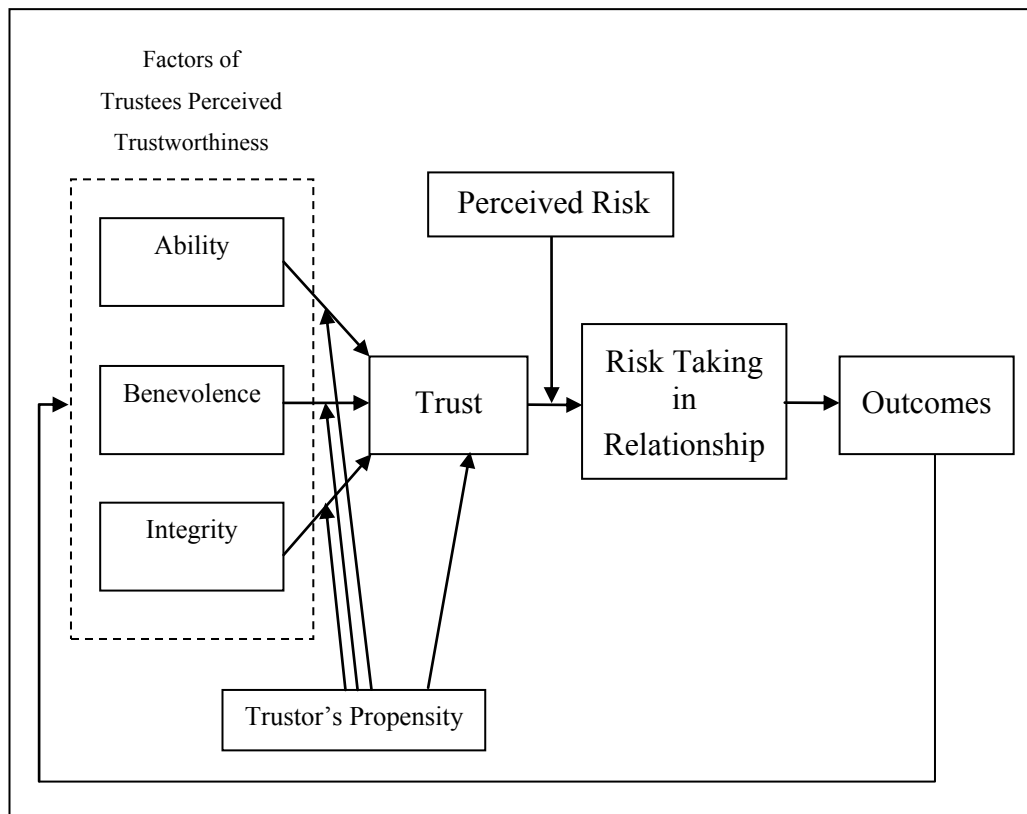 Factors of
Trustees Perceived
Trustworthiness
Perceived Risk
Ability
Benevolence
Integrity
Trust
Risk Taking
in
Relationship
Outcomes
Trustor’s Propensity